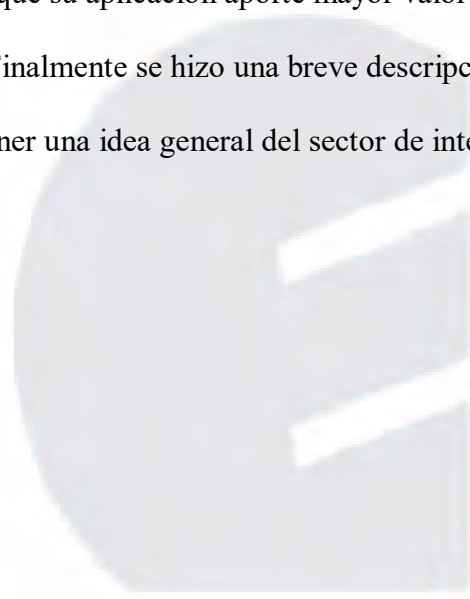 que su aplicación aporte mayor valor
Finalmente se hizo una breve descripc
ner una idea general del sector de inte